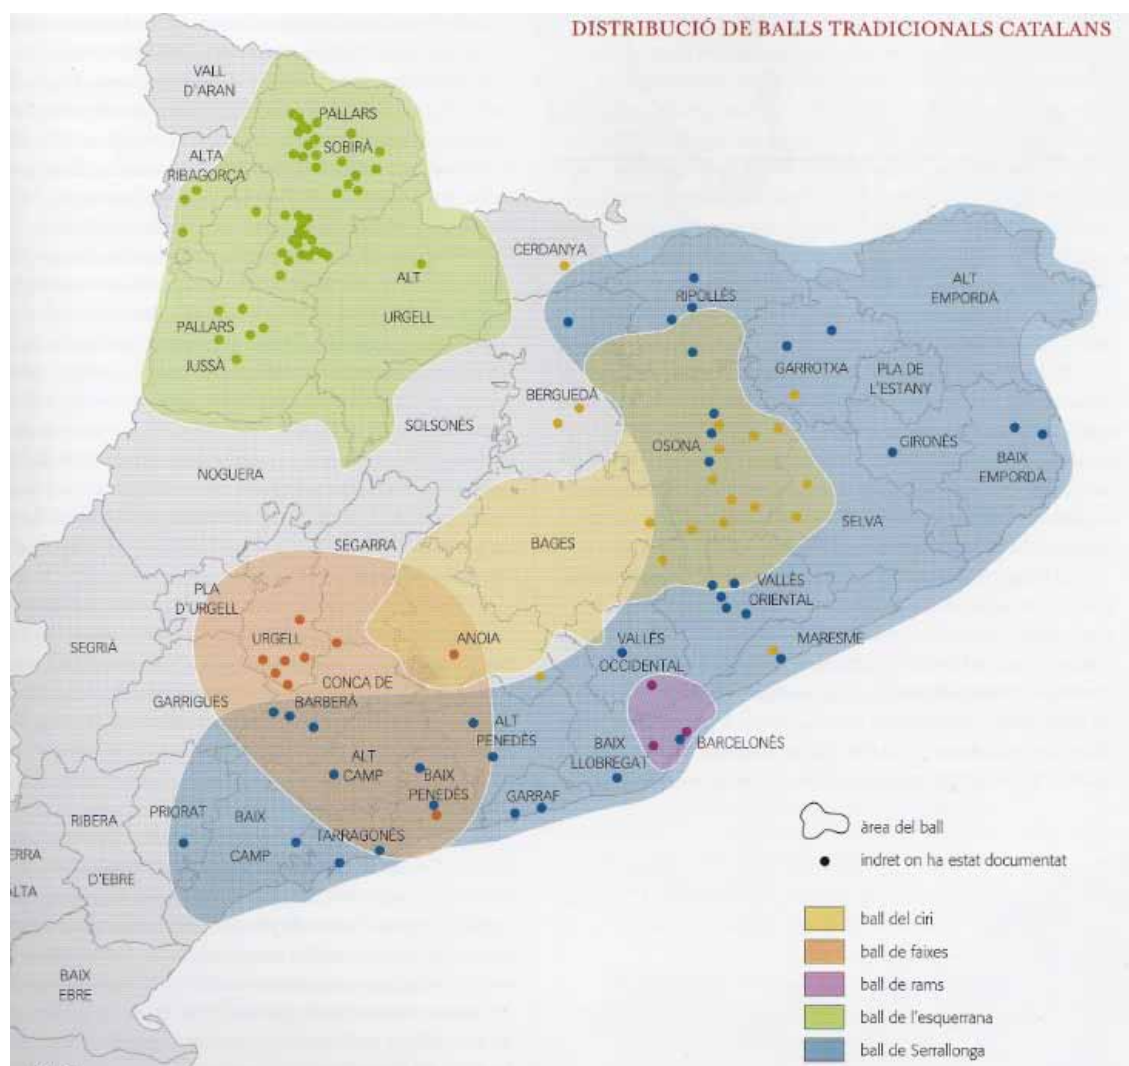 DISTRIBUCIÓ DE BALLS TRADICIONALS CATALANS
VALL
D'ARAN
PALLARS
SOBIRÀ
ALTA
RIBAGORÇA
CERDANYA
ALT
URGELL
RIPOLLÈS
ALT
EMPORDÀ
PALLARS
JUSSÀ
GARROTXA
PLA DE
L'ESTANY
BERGUEDÀ
SOLSONÈS
OSONA
GIRONÈS
BAIX
EMPORDÀ
NOGUERA
SELVA
BAGES
SEGARRA
PLA
D'URGELL
VALLÈS
ORIENTAL
SEGRIÀ
URGELL
ANOIA
VALLÈS
OCCIDENTAL
MARESME
GARRIGUES
CONCA DE
BARBERÀ
ALT
PENEDÈS
BAIX
LLOBREGAT
BARCELONÈS
ALT
CAMP
BAIX
PENEDÈS
GARRAF
PRIORAT
BAIX
CAMP
TARRAGONÈS
RIBERA
D'EBRE
ERRA
ALTA
BAIX
EBRE
àrea del ball
indret on ha estat documentat
ball del ciri
ball de faixes
ball de rams
ball de l'esquerrana
ball de Serrallonga